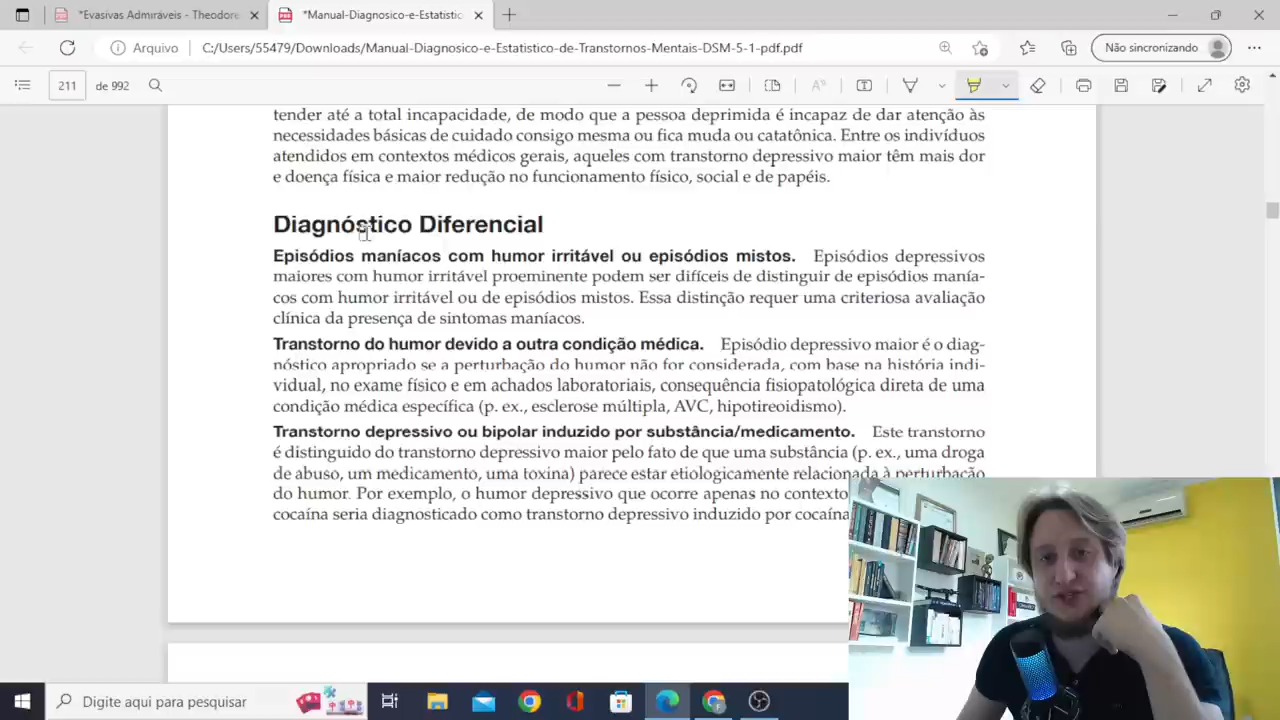 *Evasivas Admiráveis - Theodore
*Manual-Diagnosico-e-Estatistico
Arquivo
C:/Users/55479/Downloads/Manual-Diagnosico-e-Estatistico-de-Transtornos-Mentais-DSM-5-1-pdf.pdf
Não sincronizando
211 de 992
tender até a total incapacidade, de modo que a pessoa deprimida é incapaz de dar atenção às
necessidades básicas de cuidado consigo mesma ou fica muda ou catatônica. Entre os indivíduos
atendidos em contextos médicos gerais, aqueles com transtorno depressivo maior têm mais dor
e doença física e maior redução no funcionamento físico, social e de papéis.
Diagnóstico Diferencial
Episódios maníacos com humor irritável ou episódios mistos. Episódios depressivos
maiores com humor irritável proeminente podem ser difíceis de distinguir de episódios manía-
cos com humor irritável ou de episódios mistos. Essa distinção requer uma criteriosa avaliação
clínica da presença de sintomas maníacos.
Transtorno do humor devido a outra condição médica. Episódio depressivo maior é o diag-
nóstico apropriado se a perturbação do humor não for considerada, com base na história indi-
vidual, no exame físico e em achados laboratoriais, consequência fisiopatológica direta de uma
condição médica específica (p. ex., esclerose múltipla, AVC, hipotireoidismo).
Transtorno depressivo ou bipolar induzido por substância/medicamento. Este transtorno
é distinguido do transtorno depressivo maior pelo fato de que uma substância (p. ex., uma droga
de abuso, um medicamento, uma toxina) parece estar etiologicamente relacionada à perturbação
do humor. Por exemplo, o humor depressivo que ocorre apenas no contexto
cocaína seria diagnosticado como transtorno depressivo induzido por cocaína
Digite aqui para pesquisar